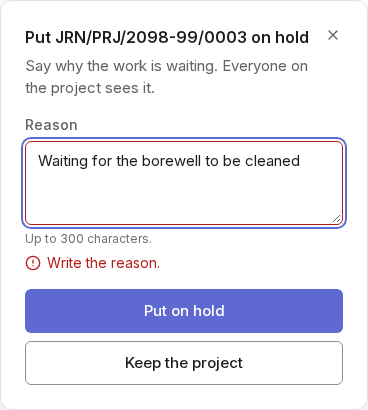 Put JRN/PRJ/2098-99/0003 on hold
Say why the work is waiting. Everyone on
the project sees it.
Reason
Waiting for the borewell to be cleaned
Up to 300 characters.
Write the reason.
Put on hold
Keep the project